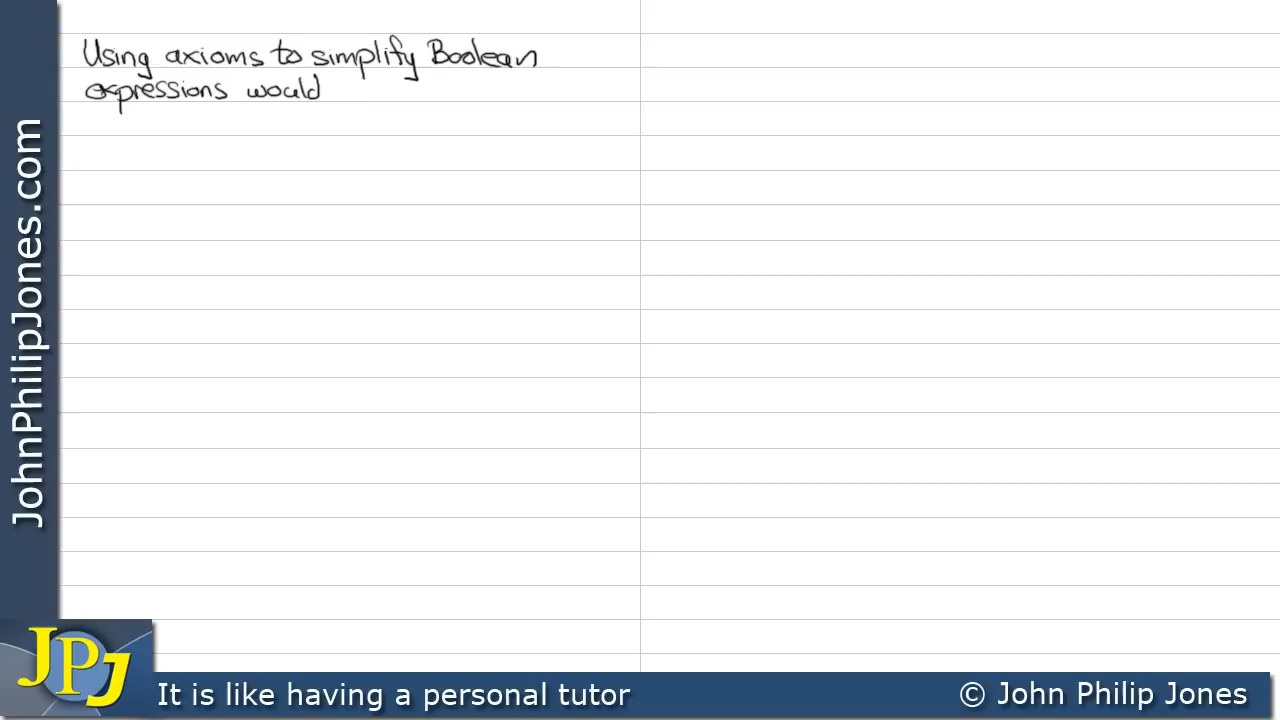 Using axioms to simplify Boolean
expressions would
JohnPhilipJones.com
JPJ
It is like having a personal tutor
© John Philip Jones